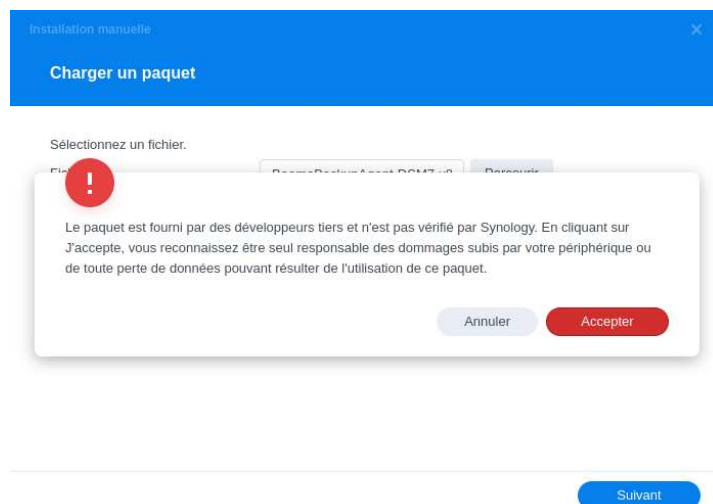 Installation manuelle
Charger un paquet
Sélectionnez un fichier.
Parcourir
Le paquet est fourni par des développeurs tiers et n'est pas vérifié par Synology. En cliquant sur
J'accepte, vous reconnaissez être seul responsable des dommages subis par votre périphérique ou
de toute perte de données pouvant résulter de l'utilisation de ce paquet.
Annuler
Accepter
Suivant